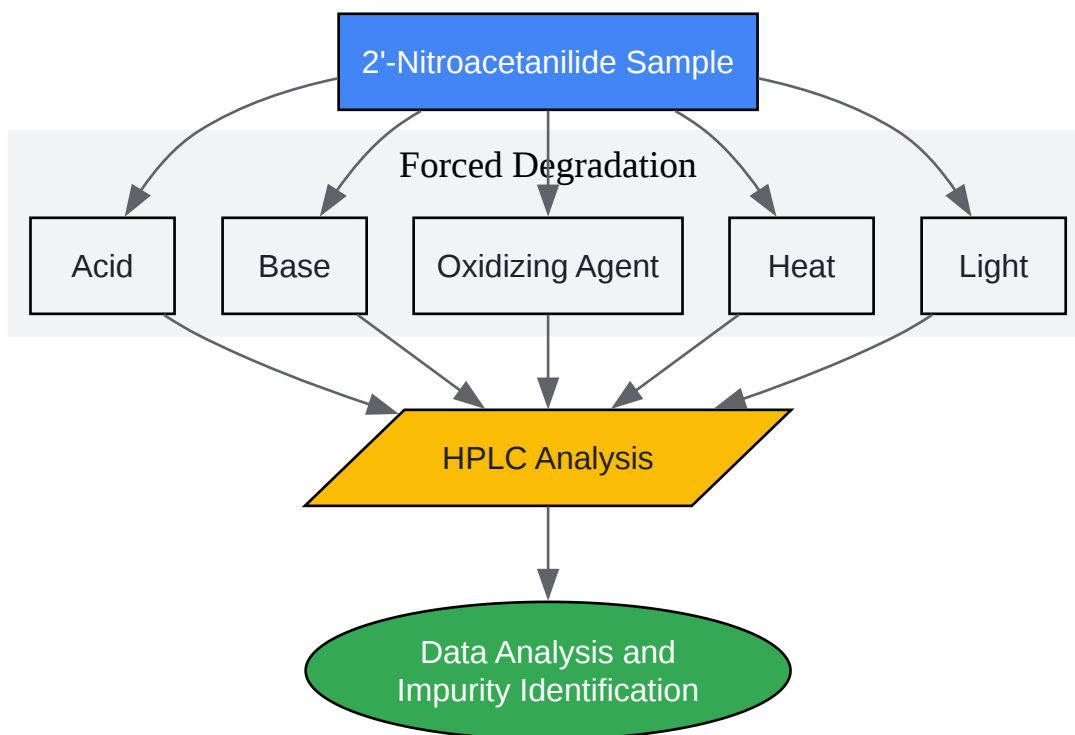 2'-Nitroacetanilide Sample
Forced Degradation
Acid
Base
Oxidizing Agent
Heat
Light
HPLC Analysis
Data Analysis and
Impurity Identification